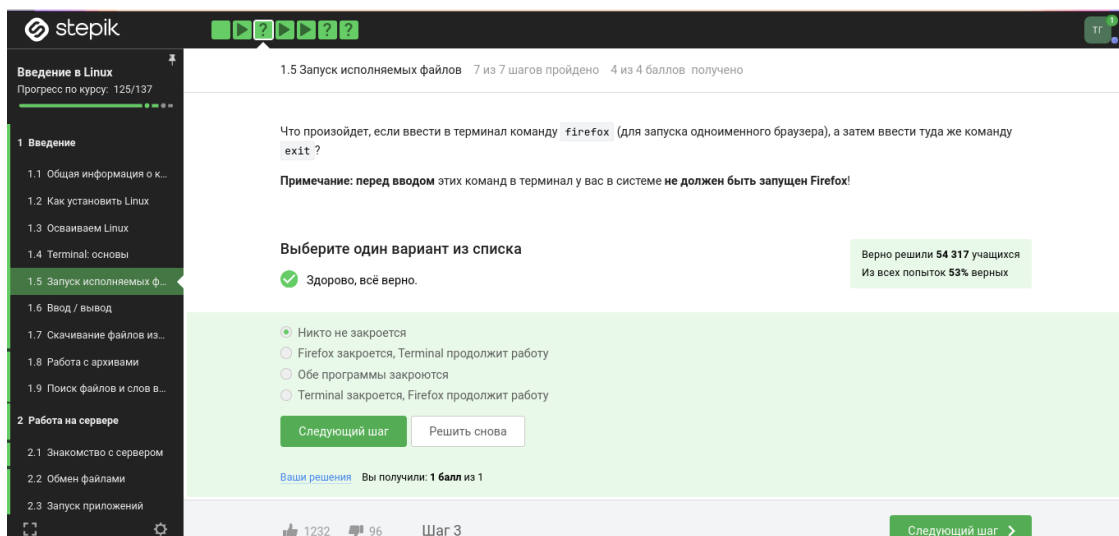 stepik
?
?
?
ТГ
1
Введение в Linux
Прогресс по курсу: 125/137
1 Введение
1.1 Общая информация о к...
1.2 Как установить Linux
1.3 Осваиваем Linux
1.4 Terminal: основы
1.5 Запуск исполняемых ф...
1.6 Ввод / вывод
1.7 Скачивание файлов из...
1.8 Работа с архивами
1.9 Поиск файлов и слов в...
2 Работа на сервере
2.1 Знакомство с сервером
2.2 Обмен файлами
2.3 Запуск приложений
1.5 Запуск исполняемых файлов 7 из 7 шагов пройдено 4 из 4 баллов получено
Что произойдет, если ввести в терминал команду firefox (для запуска одноименного браузера), а затем ввести туда же команду
exit ?
Примечание: перед вводом этих команд в терминал у вас в системе не должен быть запущен Firefox!
Выберите один вариант из списка
Здорово, всё верно.
Верно решили 54 317 учащихся
Из всех попыток 53% верных
Никто не закроется
Firefox закроется, Terminal продолжит работу
Обе программы закроются
Terminal закроется, Firefox продолжит работу
Следующий шаг Решить снова
Ваши решения Вы получили: 1 балл из 1
1232 96 Шаг 3 Следующий шаг